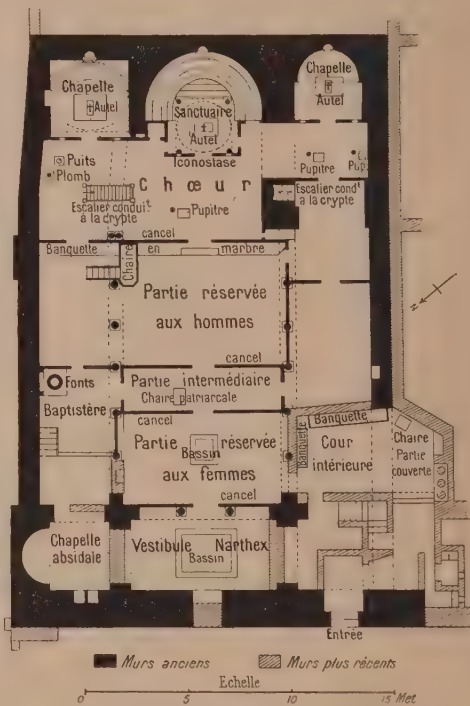 Chapelle
Autel
Sanctuaire
Autel
Chapelle
Autel
Iconostase
Puits
Plomb
Chœur
Pupitre
Escalier condt
à la crypte
Escalier conduit
à la crypte
Pupitre
cancel
Banquette
en
marbre
Chaire
Partie réservée
aux hommes
cancel
Fonts
Baptistère
Partie intermédiaire
Chaire patriarcale
cancel
Partie réservée
Bassin
aux femmes
cancel
Banquette
Banquette
Cour
intérieure
Chaire
Partie
couverte
Chapelle
absidale
Vestibule Narthex
Bassin
Entrée
N
Murs anciens
Murs plus récents
Echelle
0 5 10 15 Met